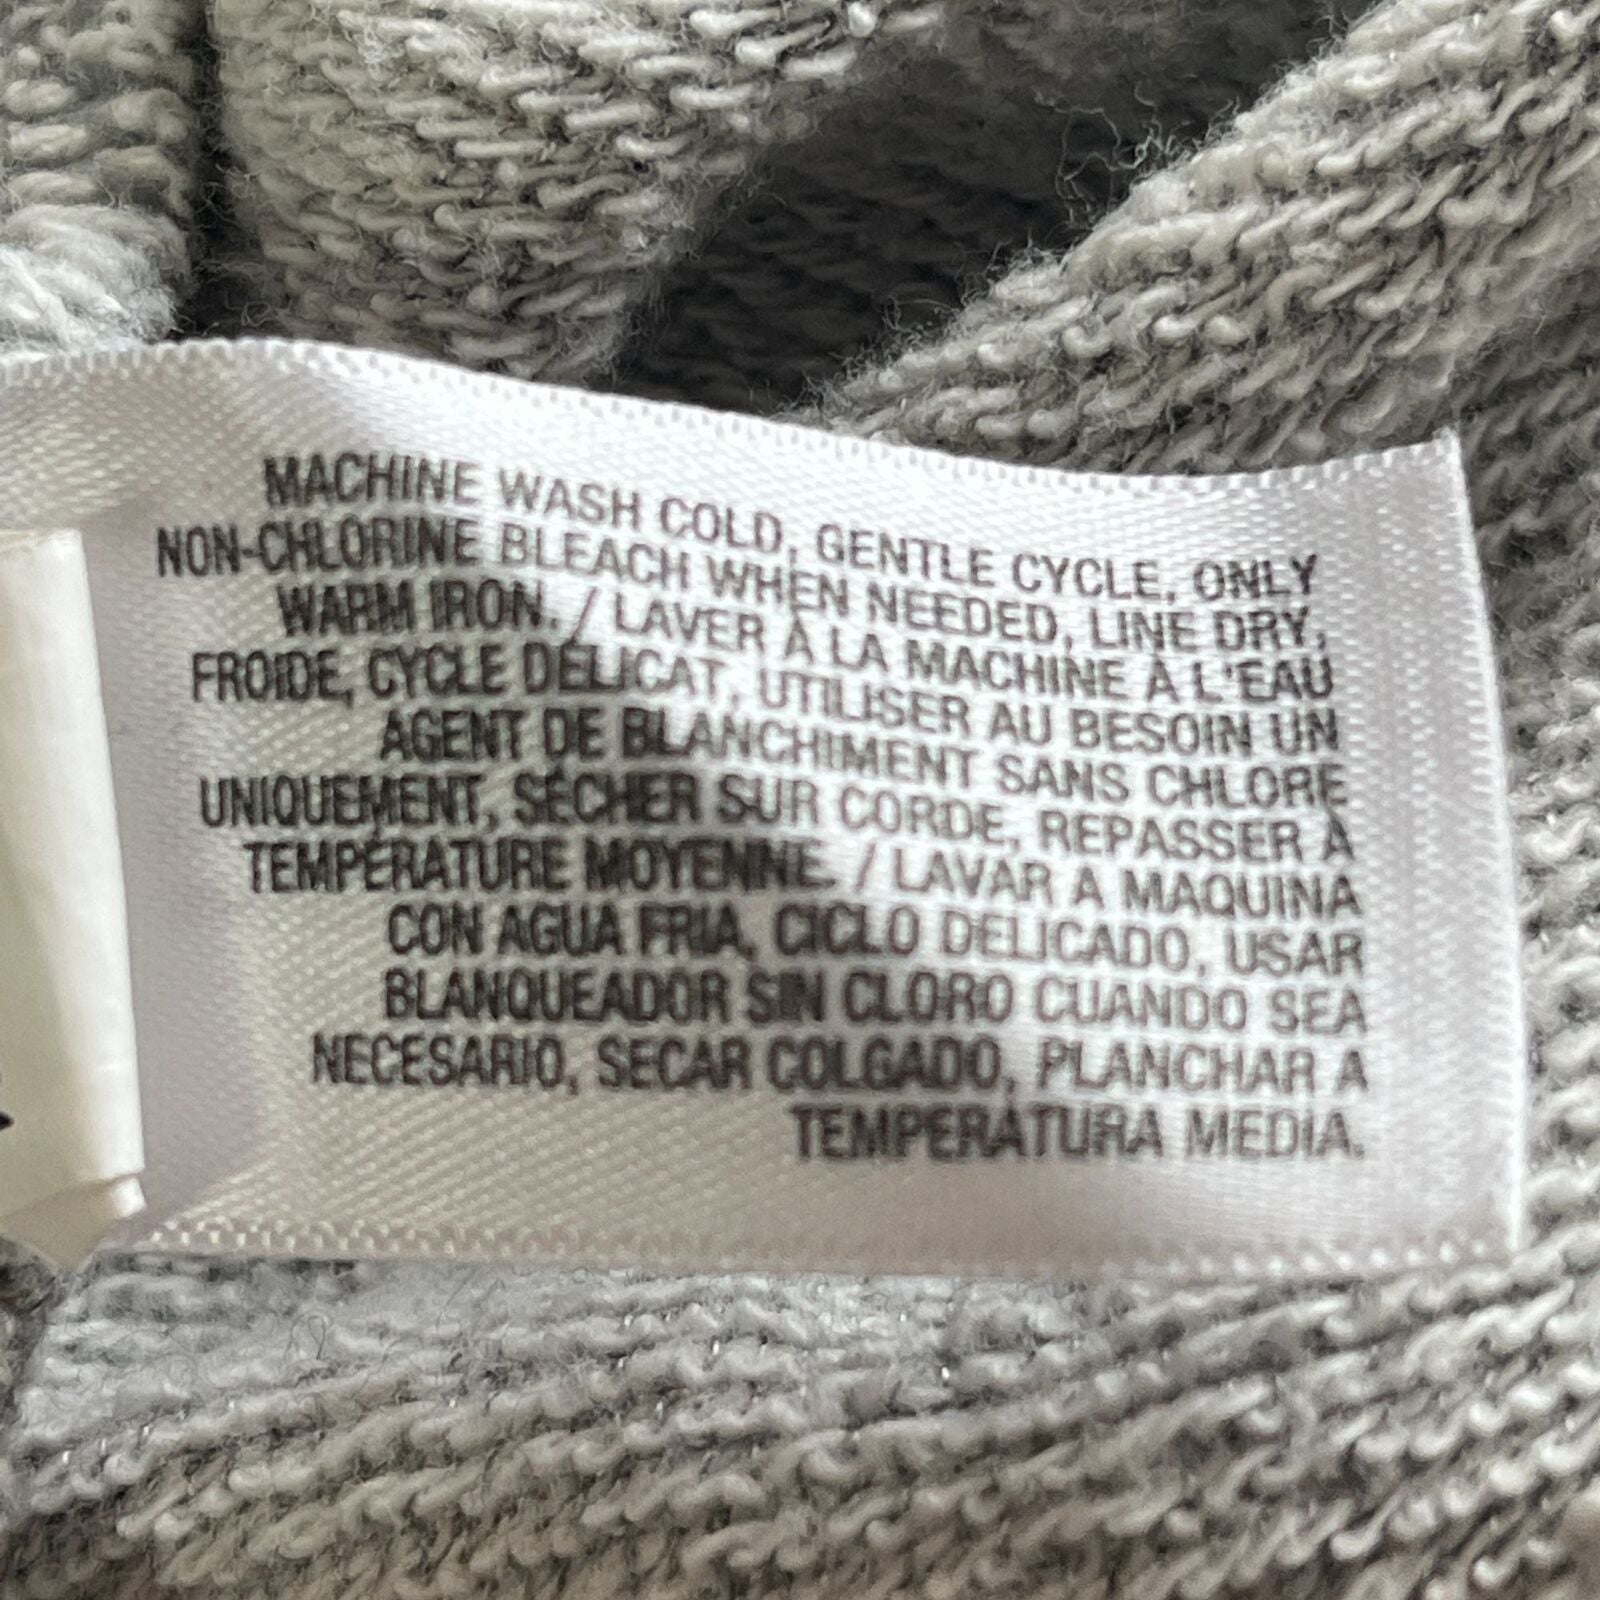 MACHINE WASH COLD, GENTLE CYCLE, ONLY
NON-CHLORINE BLEACH WHEN NEEDED, LINE DRY,
WARM IRON. / LAVER À LA MACHINE À L'EAU
FROIDE, CYCLE DÉLICAT, UTILISER AU BESOIN UN
AGENT DE BLANCHIMENT SANS CHLORE
UNIQUEMENT, SÉCHER SUR CORDE, REPASSER À
TEMPÉRATURE MOYENNE. / LAVAR A MAQUINA
CON AGUA FRIA, CICLO DELICADO, USAR
BLANQUEADOR SIN CLORO CUANDO SEA
NECESARIO, SECAR COLGADO, PLANCHAR A
TEMPERATURA MEDIA.